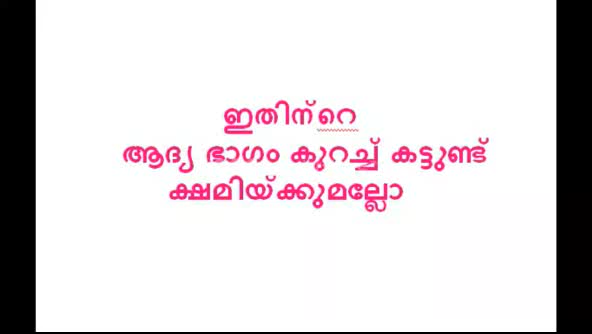 ഇതിന്റെ
ആദ്യ ഭാഗം കുറച്ച് കട്ടുണ്ട്
ക്ഷമിയ്ക്കുമല്ലോ